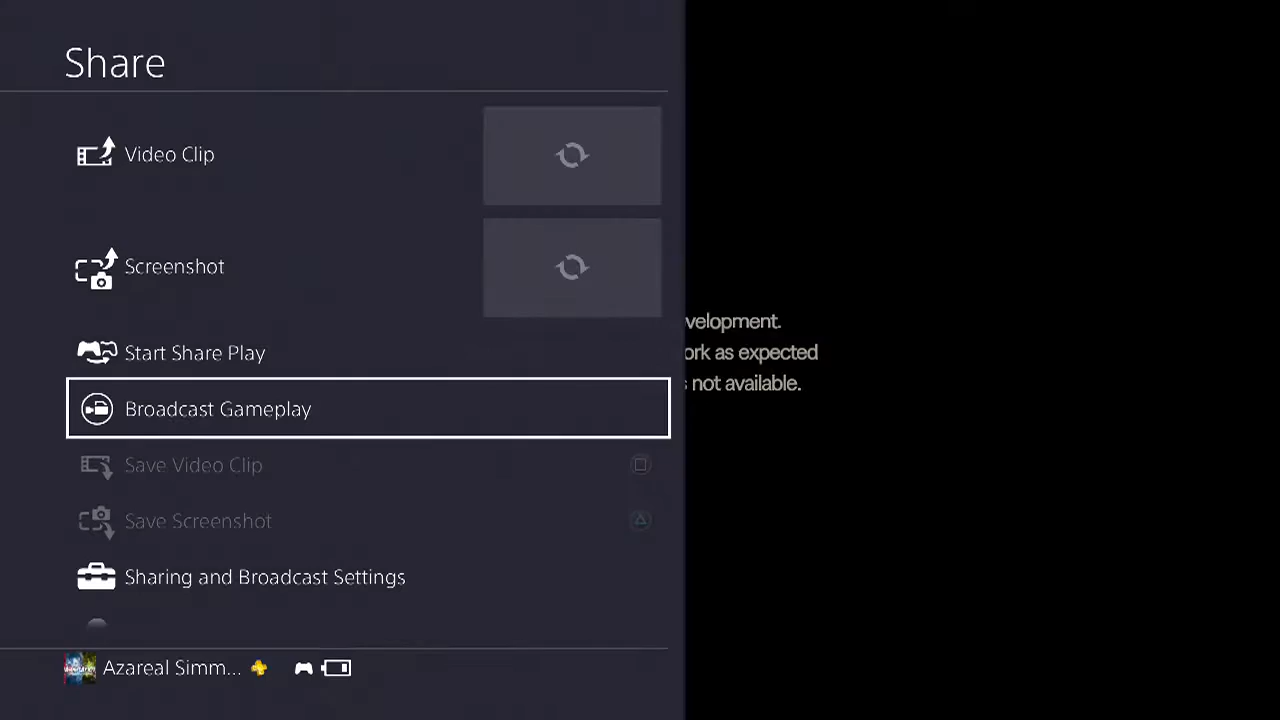 Share
Video Clip
Screenshot
Start Share Play
velopment.
ork as expected
not available.
Broadcast Gameplay
Save Video Clip
Save Screenshot
Sharing and Broadcast Settings
Azareal Simm...